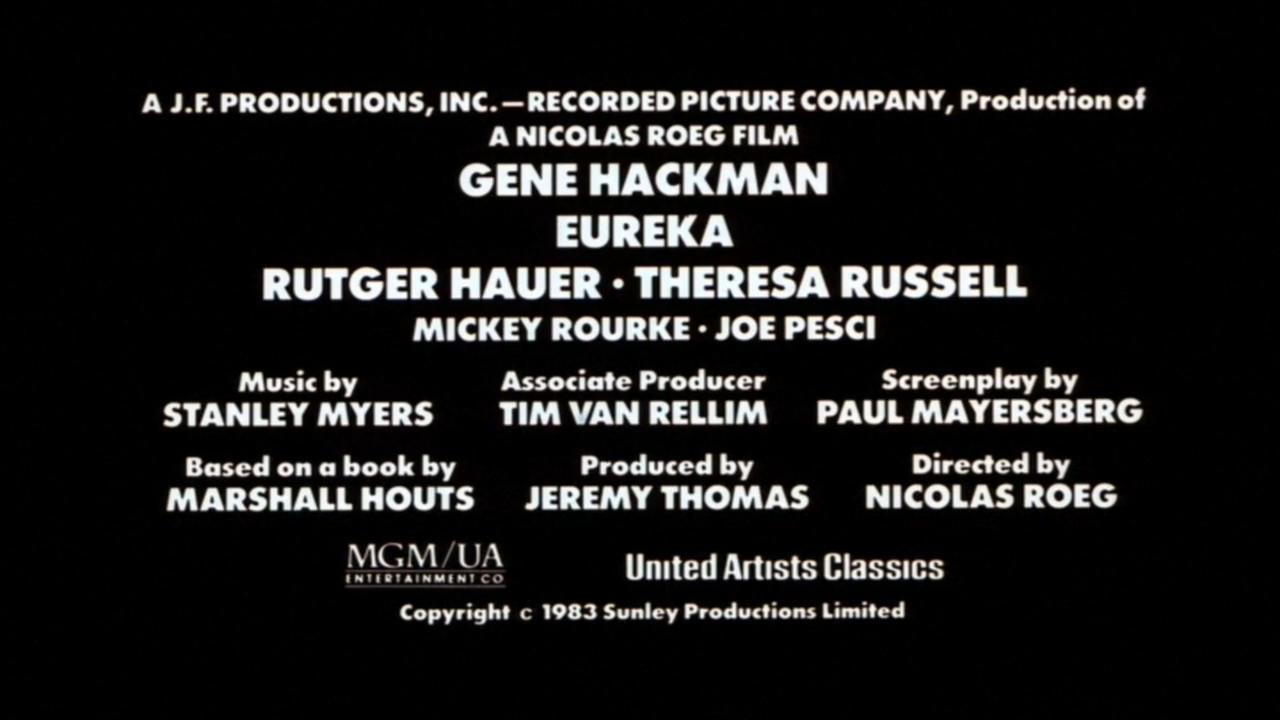 A J.F. PRODUCTIONS, INC.—RECORDED PICTURE COMPANY, Production of
A NICOLAS ROEG FILM
GENE HACKMAN
EUREKA
RUTGER HAUER · THERESA RUSSELL
MICKEY ROURKE · JOE PESCI
Music by
STANLEY MYERS
Associate Producer
TIM VAN RELLIM
Screenplay by
PAUL MAYERSBERG
Based on a book by
MARSHALL HOUTS
Produced by
JEREMY THOMAS
Directed by
NICOLAS ROEG
MGM/UA
ENTERTAINMENT CO
United Artists Classics
Copyright c 1983 Sunley Productions Limited